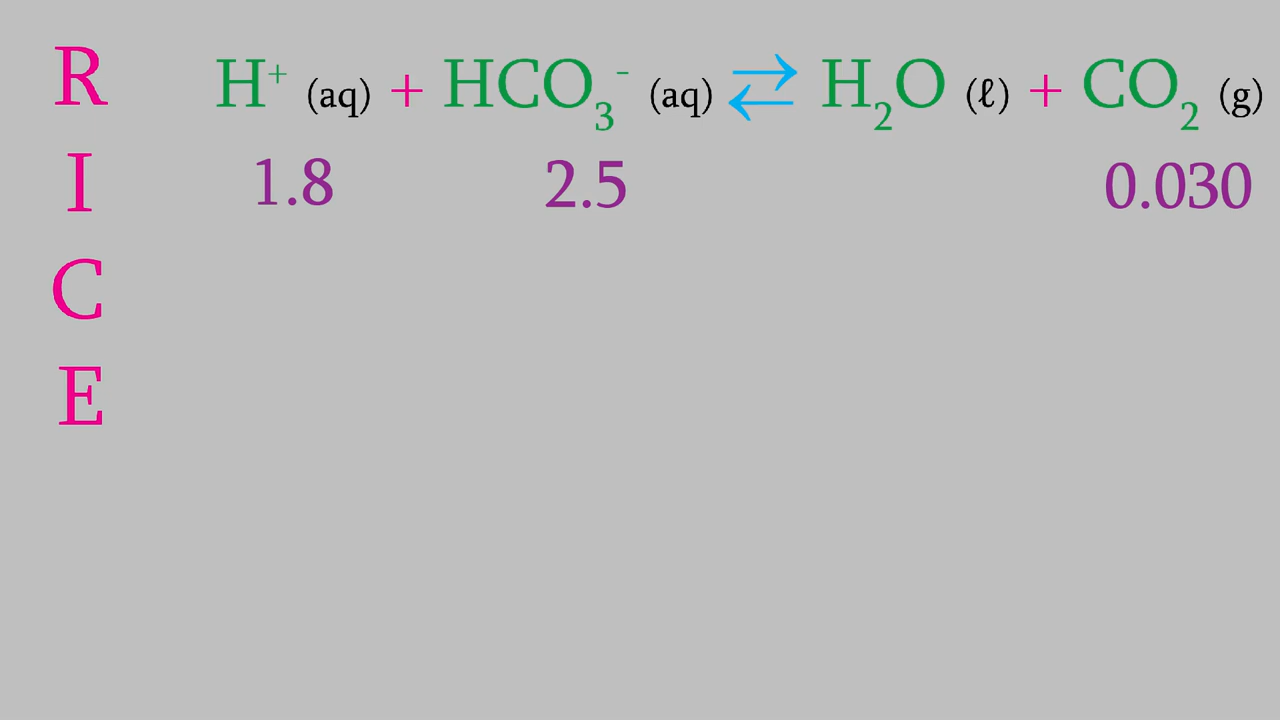 R H⁺ (aq) + HCO₃⁻ (aq) ⇄ H₂O (ℓ) + CO₂ (g)
I 1.8 2.5 0.030
C
E